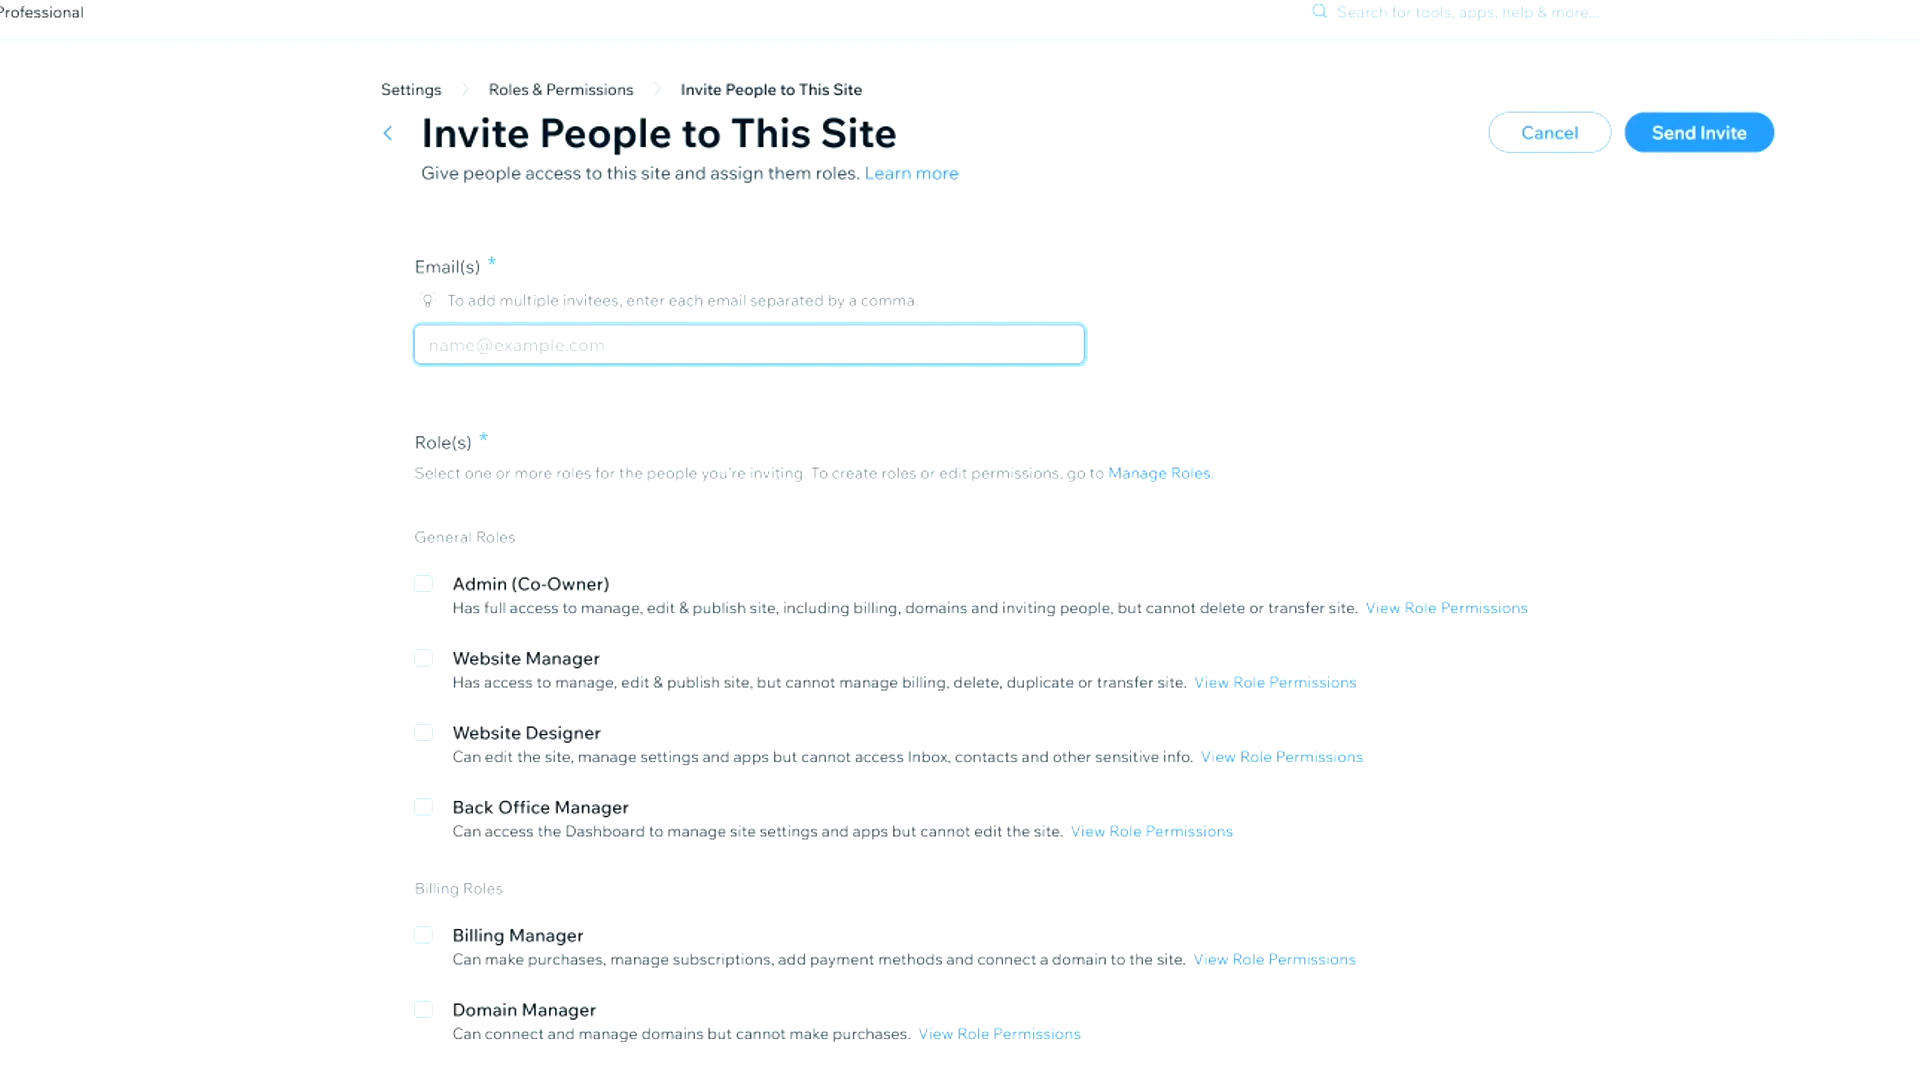 Professional
Search for tools, apps, help & more...
Settings
Roles & Permissions
Invite People to This Site
Invite People to This Site
Cancel
Send Invite
Give people access to this site and assign them roles. Learn more
Email(s) *
To add multiple invitees, enter each email separated by a comma.
name@example.com
Role(s) *
Select one or more roles for the people you're inviting. To create roles or edit permissions, go to Manage Roles.
General Roles
Admin (Co-Owner)
Has full access to manage, edit & publish site, including billing, domains and inviting people, but cannot delete or transfer site. View Role Permissions
Website Manager
Has access to manage, edit & publish site, but cannot manage billing, delete, duplicate or transfer site. View Role Permissions
Website Designer
Can edit the site, manage settings and apps but cannot access Inbox, contacts and other sensitive info. View Role Permissions
Back Office Manager
Can access the Dashboard to manage site settings and apps but cannot edit the site. View Role Permissions
Billing Roles
Billing Manager
Can make purchases, manage subscriptions, add payment methods and connect a domain to the site. View Role Permissions
Domain Manager
Can connect and manage domains but cannot make purchases. View Role Permissions